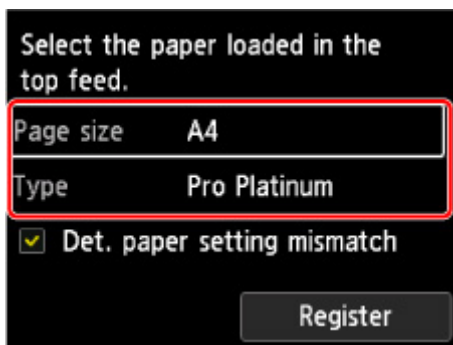 Select the paper loaded in the
top feed.
Page size A4
Type Pro Platinum
Det. paper setting mismatch
Register